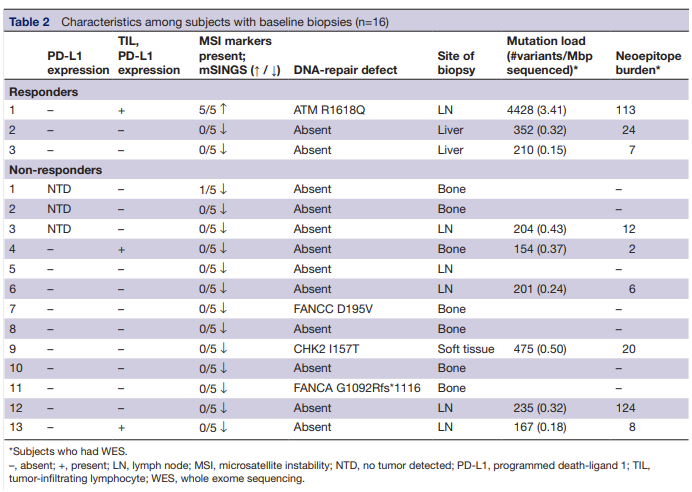 Table 2 Characteristics among subjects with baseline biopsies (n=16)
PD-L1 expression TIL, PD-L1 expression MSI markers present; mSINGS (↑ / ↓) DNA-repair defect Site of biopsy Mutation load (#variants/Mbp sequenced)* Neoepitope burden*
Responders
1 – + 5/5 ↑ ATM R1618Q LN 4428 (3.41) 113
2 – – 0/5 ↓ Absent Liver 352 (0.32) 24
3 – – 0/5 ↓ Absent Liver 210 (0.15) 7
Non-responders
1 NTD – 1/5 ↓ Absent Bone –
2 NTD – 0/5 ↓ Absent Bone –
3 NTD – 0/5 ↓ Absent LN 204 (0.43) 12
4 – + 0/5 ↓ Absent Bone 154 (0.37) 2
5 – – 0/5 ↓ Absent LN –
6 – – 0/5 ↓ Absent LN 201 (0.24) 6
7 – – 0/5 ↓ FANCC D195V Bone –
8 – – 0/5 ↓ Absent Bone –
9 – – 0/5 ↓ CHK2 I157T Soft tissue 475 (0.50) 20
10 – – 0/5 ↓ Absent Bone –
11 – – 0/5 ↓ FANCA G1092Rfs*1116 Bone –
12 – – 0/5 ↓ Absent LN 235 (0.32) 124
13 – + 0/5 ↓ Absent LN 167 (0.18) 8
*Subjects who had WES.
–, absent; +, present; LN, lymph node; MSI, microsatellite instability; NTD, no tumor detected; PD-L1, programmed death-ligand 1; TIL,
tumor-infiltrating lymphocyte; WES, whole exome sequencing.